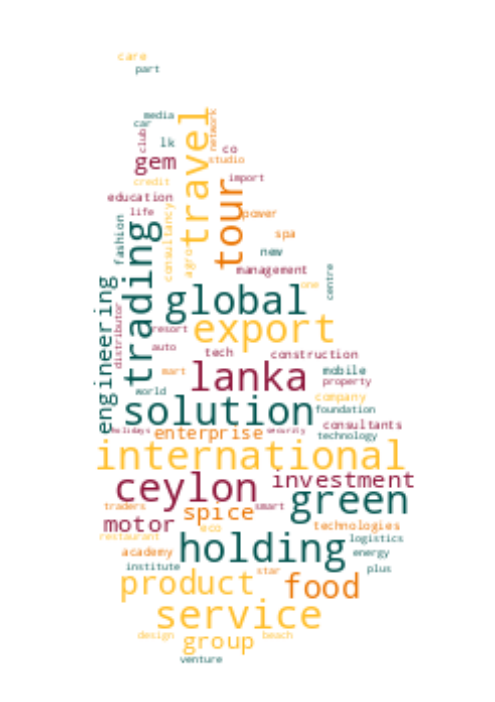 care
part
media
car
travel
network
club
lk
co
gem
studio
credit
import
education
tour
life
consultancy
power
fashion
trading
agro
spa
new
management
centre
one
engineering
global
distributor
resort
export
auto
tech
construction
mart
lanka
mobile
property
world
company
solution
foundation
holidays
enterprise
security
consultants
technology
international
ceylon
investment
green
traders
spice
smart
motor
eco
technologies
restaurant
holding
logistics
academy
energy
institute
star
plus
product
food
service
design
group
beach
venture